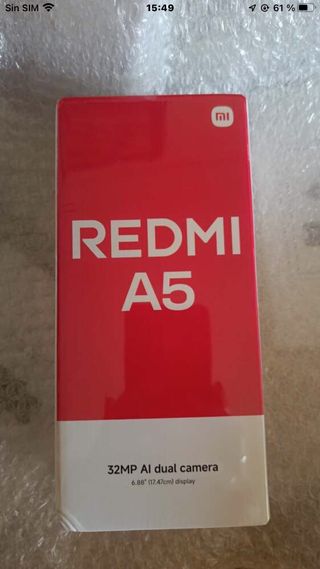 Sin SIM 15:49 61 %
mi
REDMI
A5
32MP AI dual camera
6.88" (17.47cm) display